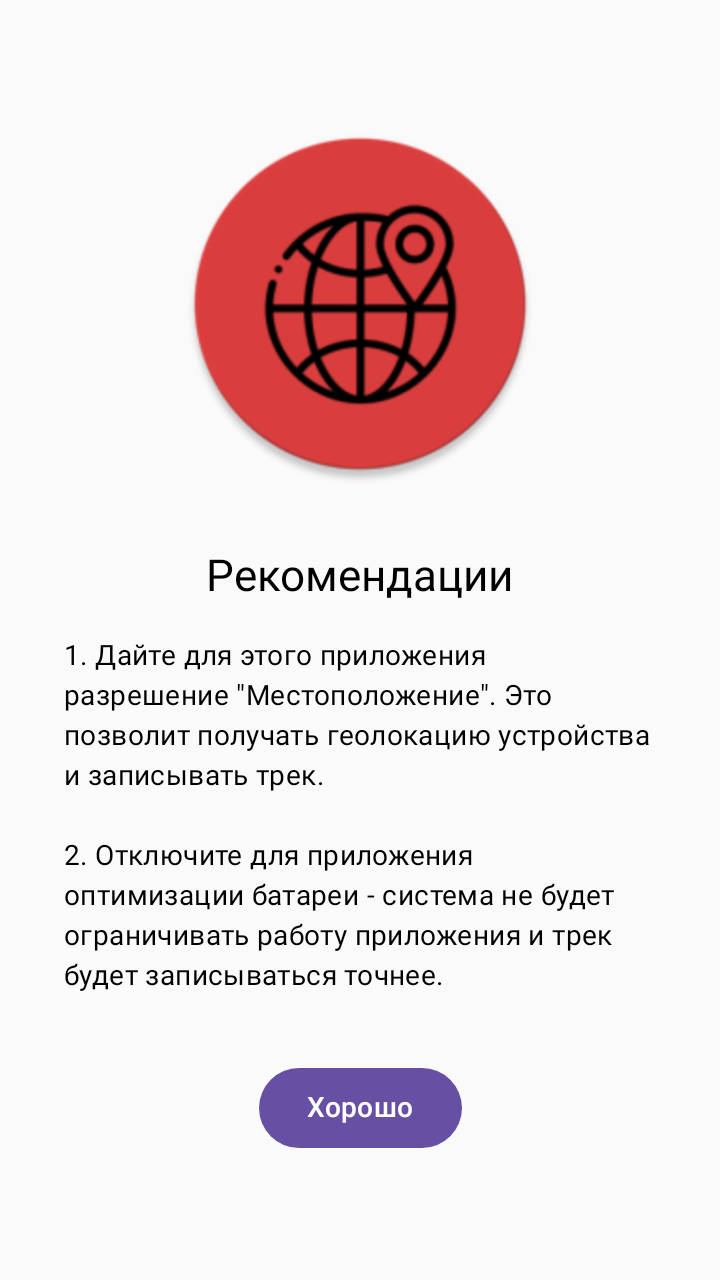 Рекомендации
1. Дайте для этого приложения
разрешение "Местоположение". Это
позволит получать геолокацию устройства
и записывать трек.
2. Отключите для приложения
оптимизации батареи - система не будет
ограничивать работу приложения и трек
будет записываться точнее.
Хорошо